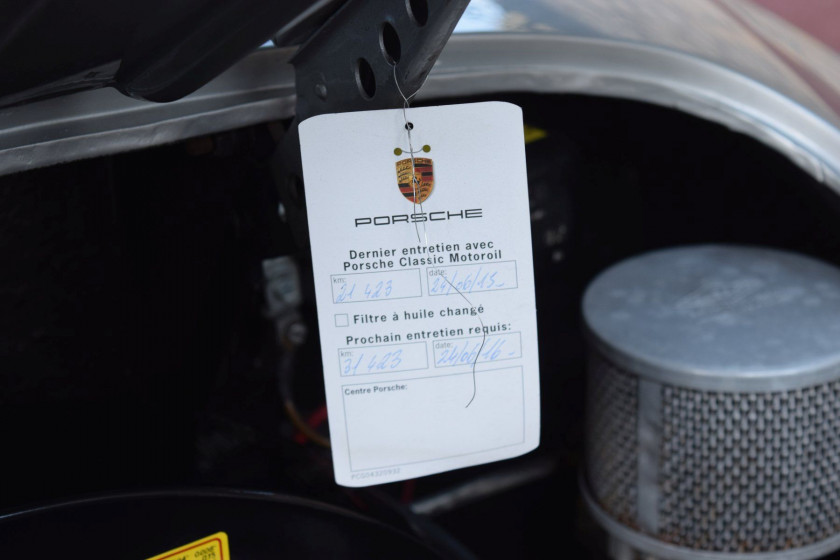 PORSCHE
Dernier entretien avec
Porsche Classic Motoroil
km: date:
21 423 24/06/15-
Filtre à huile changé
Prochain entretien requis:
km: date:
31 423 24/06/16-
Centre Porsche: